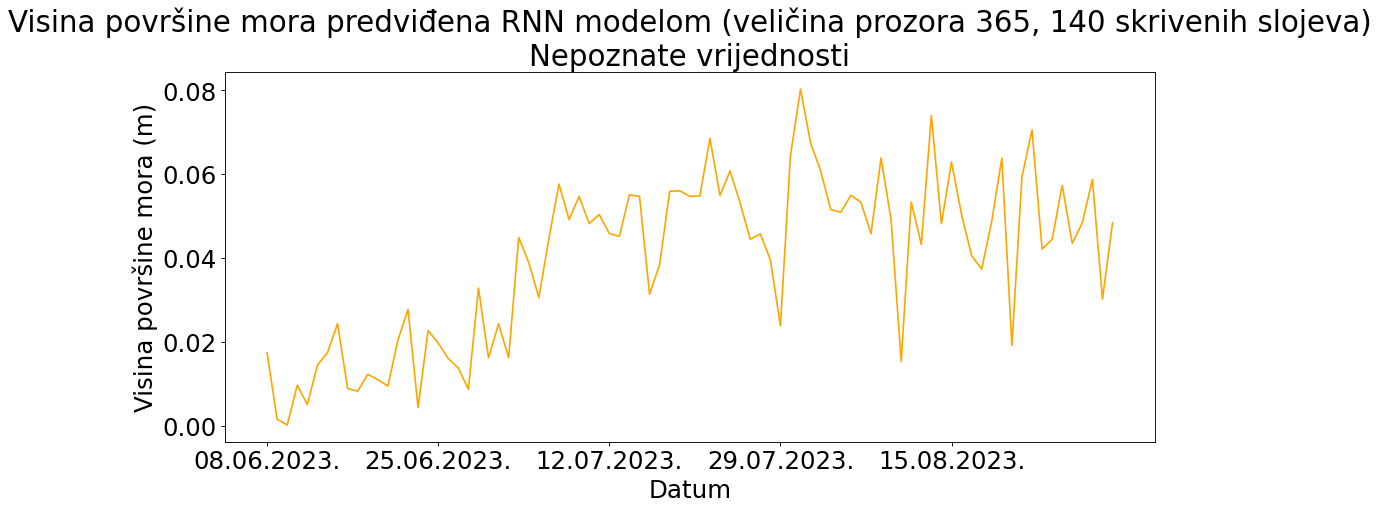 Visina površine mora predviđena RNN modelom (veličina prozora 365, 140 skrivenih slojeva)
Nepoznate vrijednosti
Visina površine mora (m)
0.08
0.06
0.04
0.02
0.00
08.06.2023. 25.06.2023. 12.07.2023. 29.07.2023. 15.08.2023.
Datum